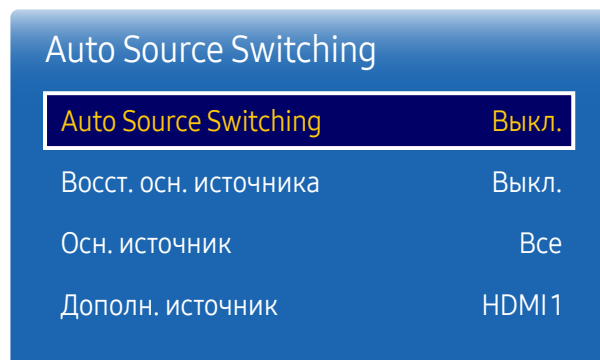 Auto Source Switching
Auto Source Switching Выкл.
Восст. осн. источника Выкл.
Осн. источник Все
Дополн. источник HDMI1